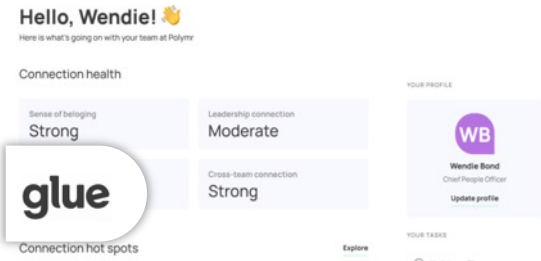 Hello, Wendie! 👋
Here is what's going on with your team at Polymr
Connection health
Sense of beloging
Strong
Leadership connection
Moderate
Cross-team connection
Strong
glue
Connection hot spots
Explore
YOUR PROFILE
WB
Wendie Bond
Chief People Officer
Update profile
YOUR TASKS